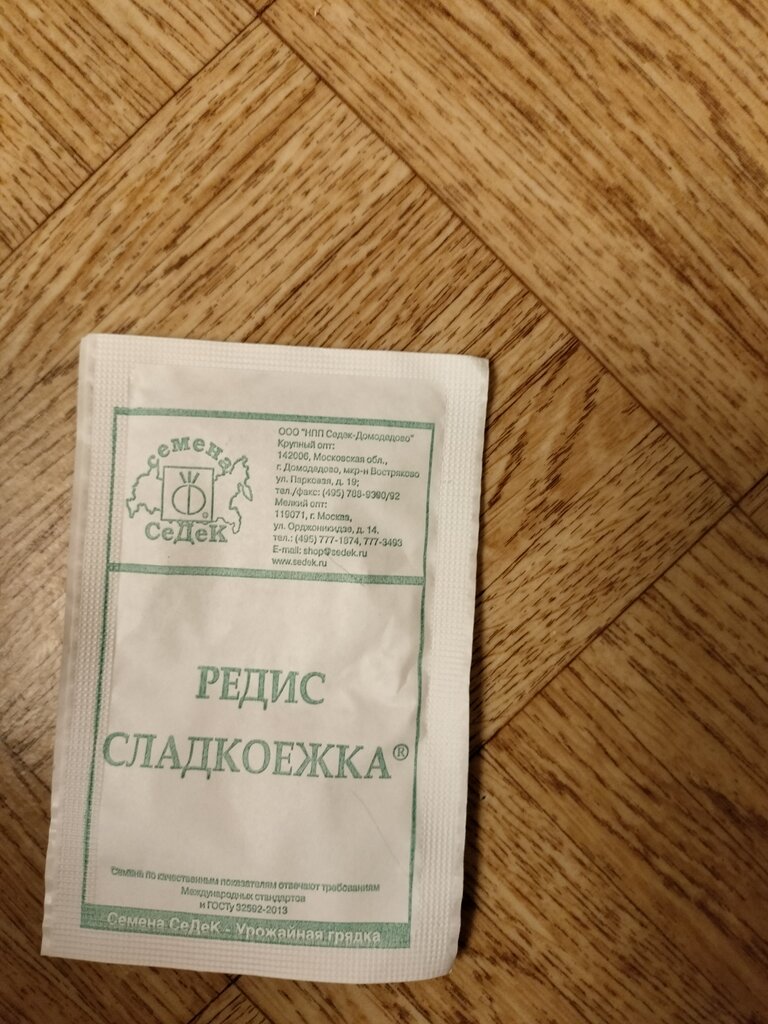 семена
СеДеК
ООО "НПП Седек-Домодедово"
Крупный опт:
142006, Московская обл.,
г. Домодедово, мкр-н Востряково
ул. Парковая, д. 19;
тел./факс: (495) 788-9390/92
Мелкий опт:
119071, г. Москва,
ул. Орджоникидзе, д. 14.
тел.: (495) 777-1874, 777-3493
E-mail: shop@sedek.ru
www.sedek.ru
РЕДИС
СЛАДКОЕЖКА®
Семена по качественным показателям отвечают требованиям
Международных стандартов
и ГОСТу 32592-2013
Семена СеДеК - Урожайная грядка